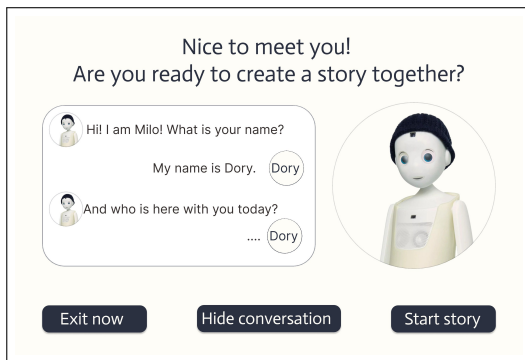 Nice to meet you!
Are you ready to create a story together?
Hi! I am Milo! What is your name?
My name is Dory. Dory
And who is here with you today?
.... Dory
Exit now
Hide conversation
Start story